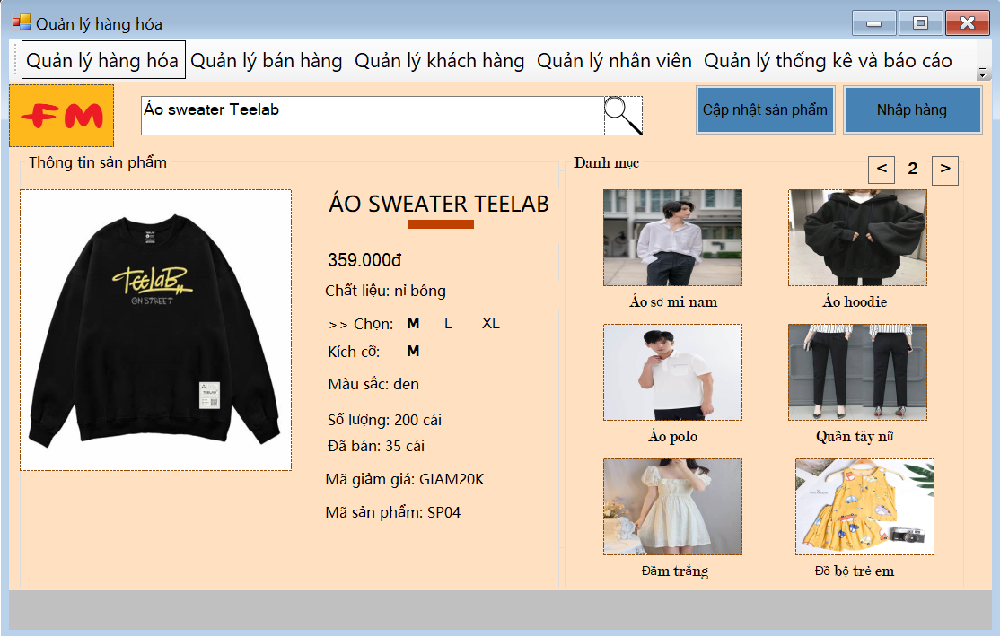 Quản lý hàng hóa
Quản lý hàng hóa Quản lý bán hàng Quản lý khách hàng Quản lý nhân viên Quản lý thống kê và báo cáo
FM
Áo sweater Teelab
Cập nhật sản phẩm
Nhập hàng
Thông tin sản phẩm
TeelaB
ON STREET
ÁO SWEATER TEELAB
359.000đ
Chất liệu: nỉ bông
>> Chọn: M L XL
Kích cỡ: M
Màu sắc: đen
Số lượng: 200 cái
Đã bán: 35 cái
Mã giảm giá: GIAM20K
Mã sản phẩm: SP04
Danh mục
< 2 >
Áo sơ mi nam
Áo hoodie
Áo polo
Quần tây nữ
Đầm trắng
Đồ bộ trẻ em